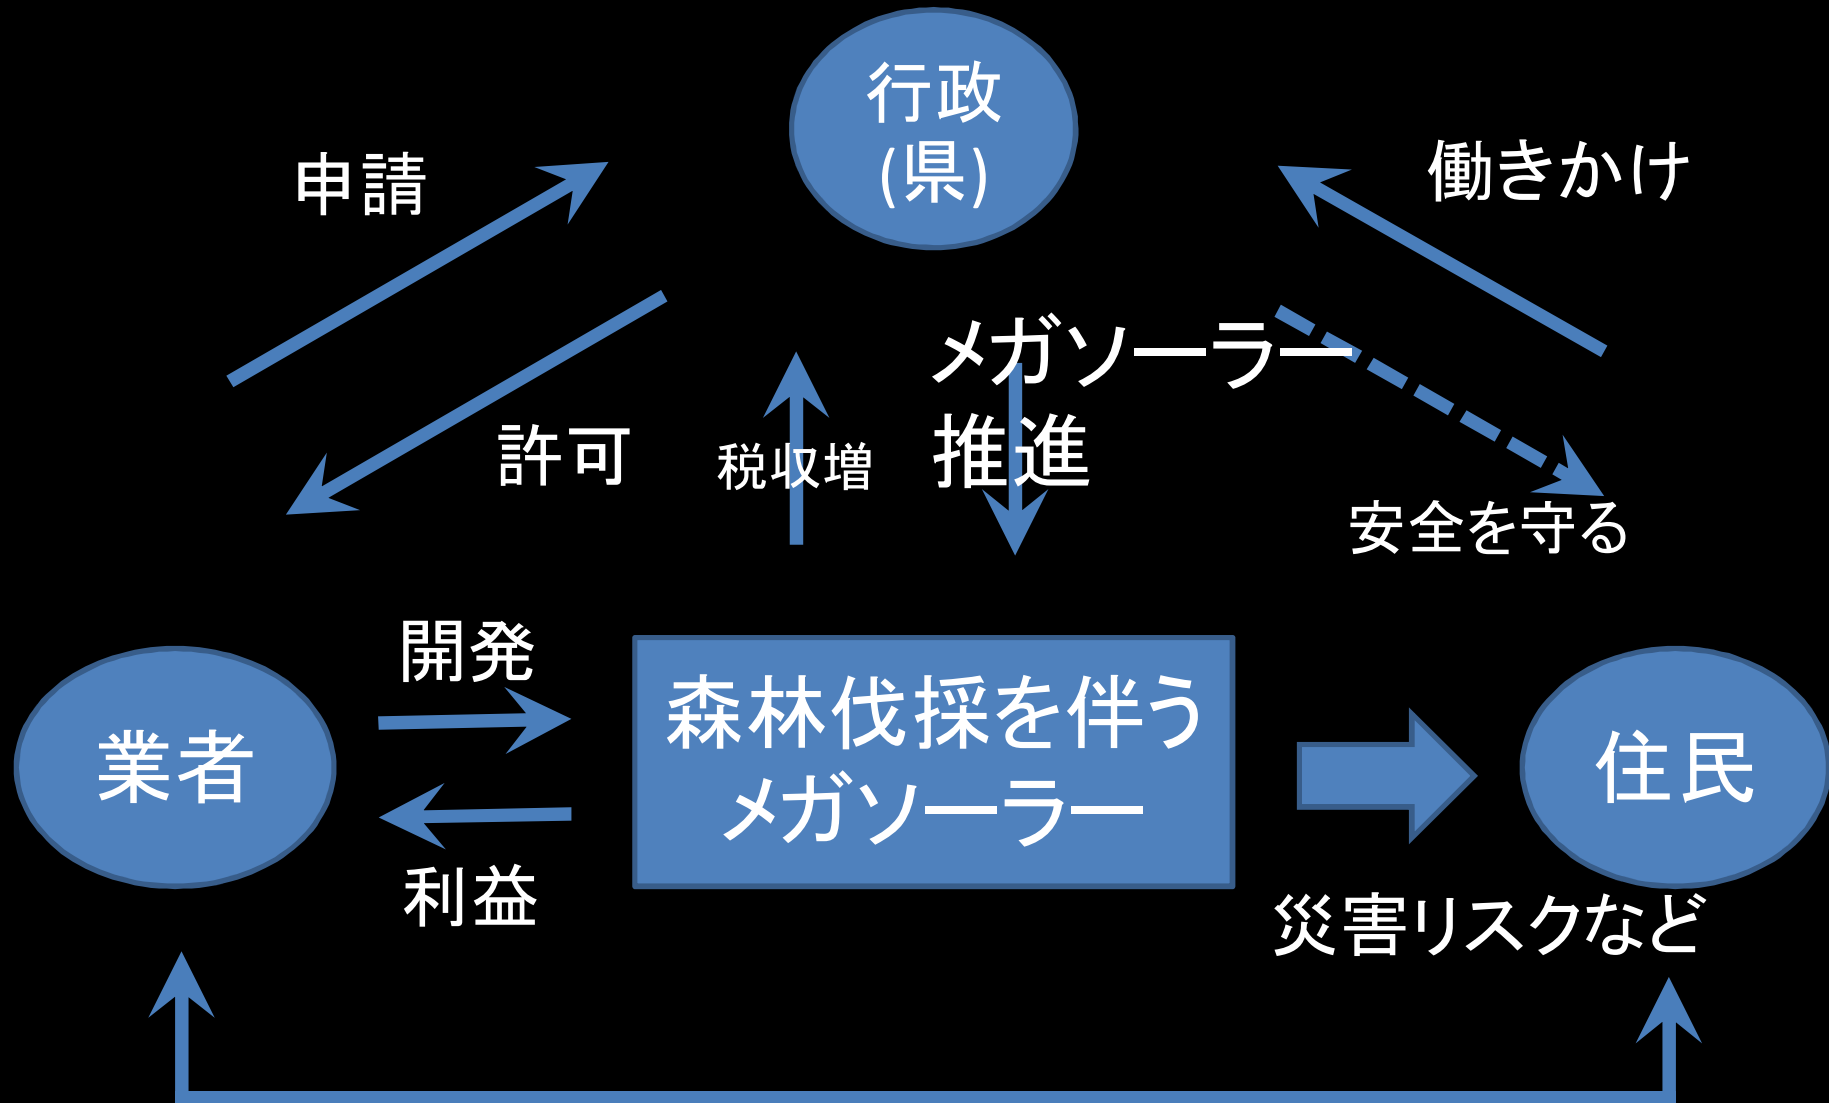 行政
(県)
申請
働きかけ
メガソーラー
推進
許可
税収増
安全を守る
開発
森林伐採を伴う
メガソーラー
業者
住民
利益
災害リスクなど